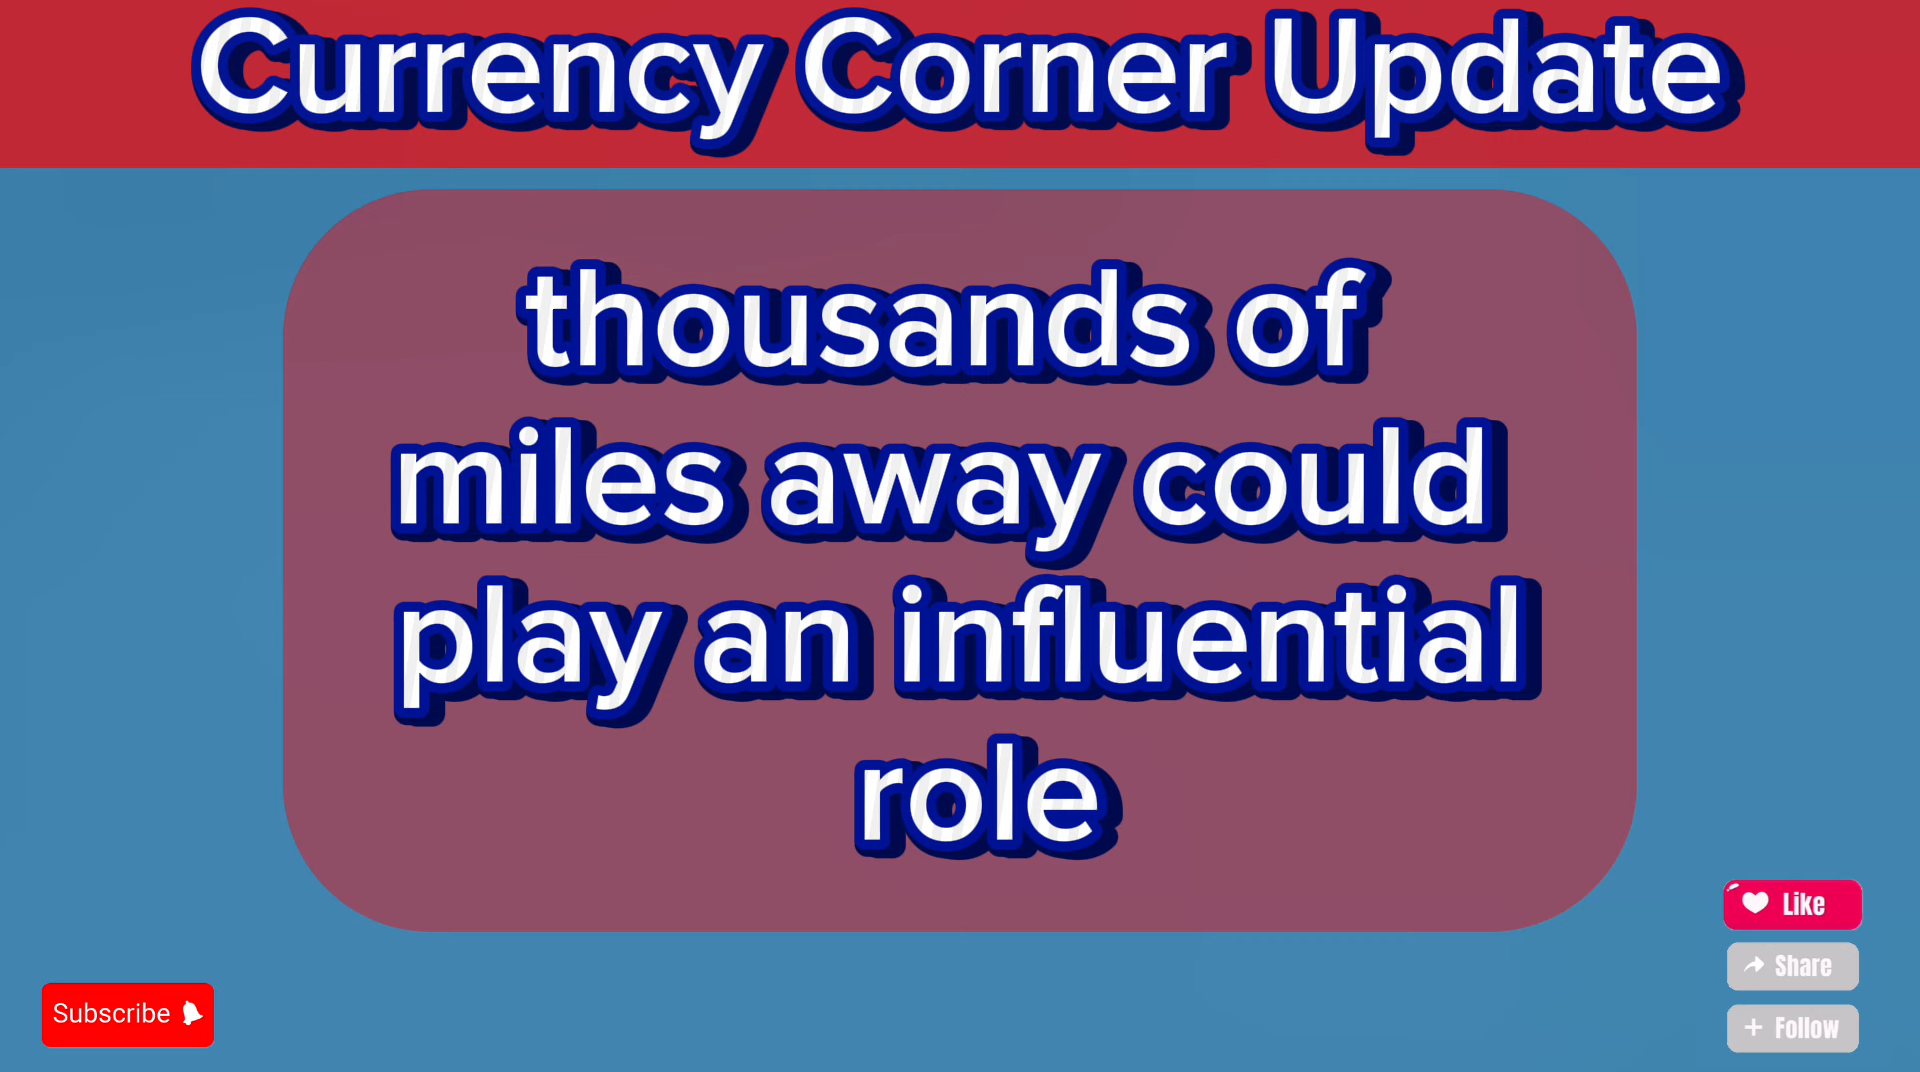 Currency Corner Update
thousands of
miles away could
play an influential
role
Like
Share
Subscribe
+ Follow